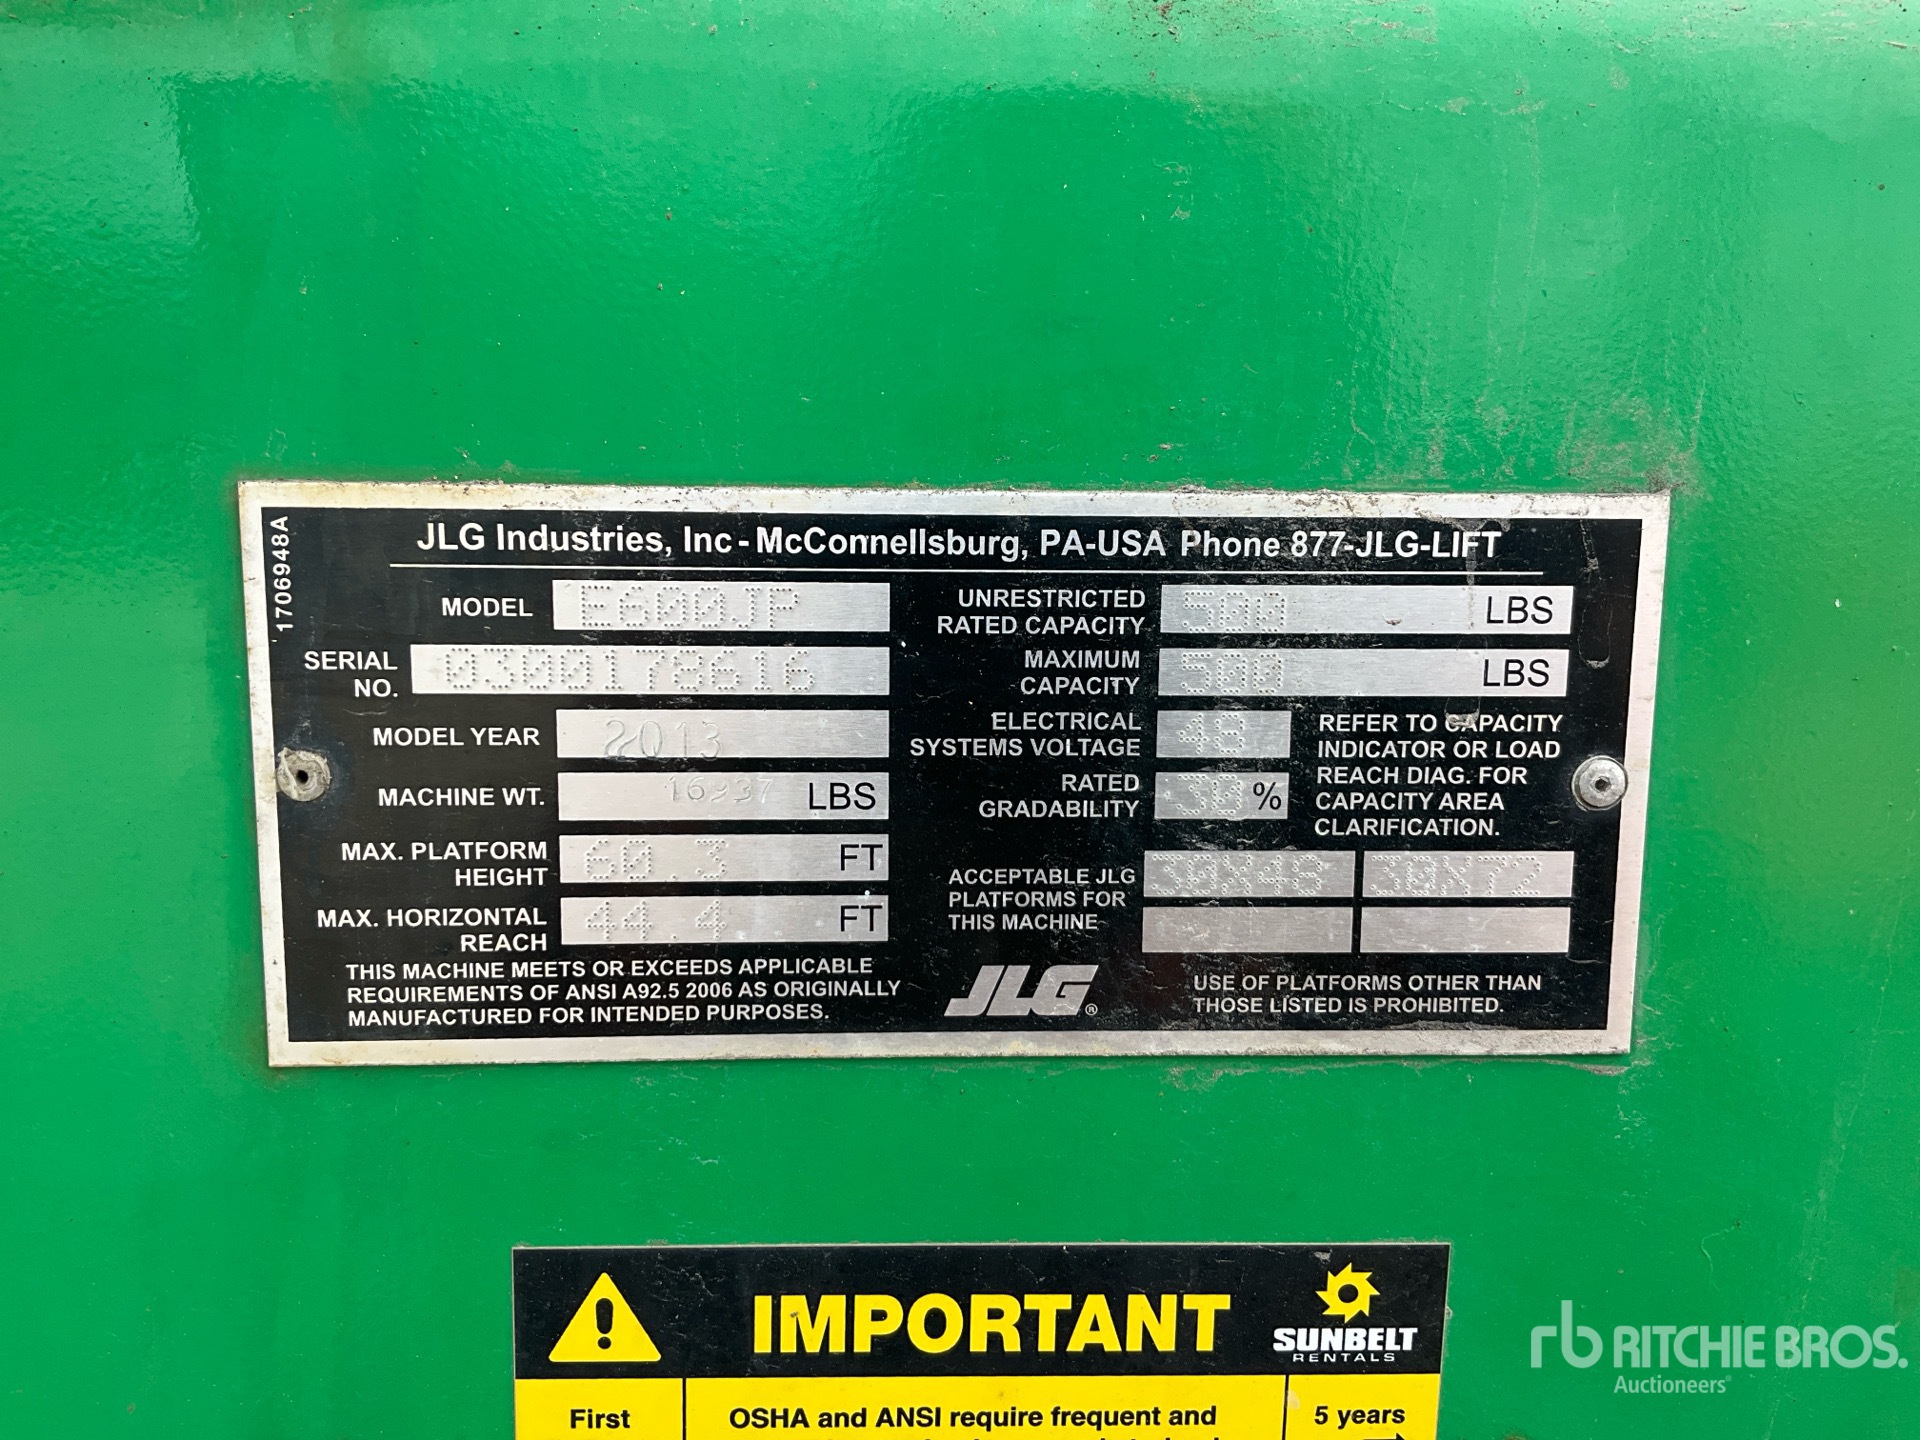 1706948A
JLG Industries, Inc - McConnellsburg, PA-USA Phone 877-JLG-LIFT
MODEL E600JP
SERIAL NO. 0300178616
MODEL YEAR 2013
MACHINE WT. 16937 LBS
MAX. PLATFORM HEIGHT 60.3 FT
MAX. HORIZONTAL REACH 44.4 FT
THIS MACHINE MEETS OR EXCEEDS APPLICABLE
REQUIREMENTS OF ANSI A92.5 2006 AS ORIGINALLY
MANUFACTURED FOR INTENDED PURPOSES.
UNRESTRICTED RATED CAPACITY 500 LBS
MAXIMUM CAPACITY 500 LBS
ELECTRICAL SYSTEMS VOLTAGE 48
RATED GRADABILITY 30 %
REFER TO CAPACITY
INDICATOR OR LOAD
REACH DIAG. FOR
CAPACITY AREA
CLARIFICATION.
ACCEPTABLE JLG
PLATFORMS FOR
THIS MACHINE
30X48 30X72
JLG®
USE OF PLATFORMS OTHER THAN
THOSE LISTED IS PROHIBITED.
IMPORTANT
SUNBELT
RENTALS
First
OSHA and ANSI require frequent and
5 years
rb RITCHIE BROS.
Auctioneers